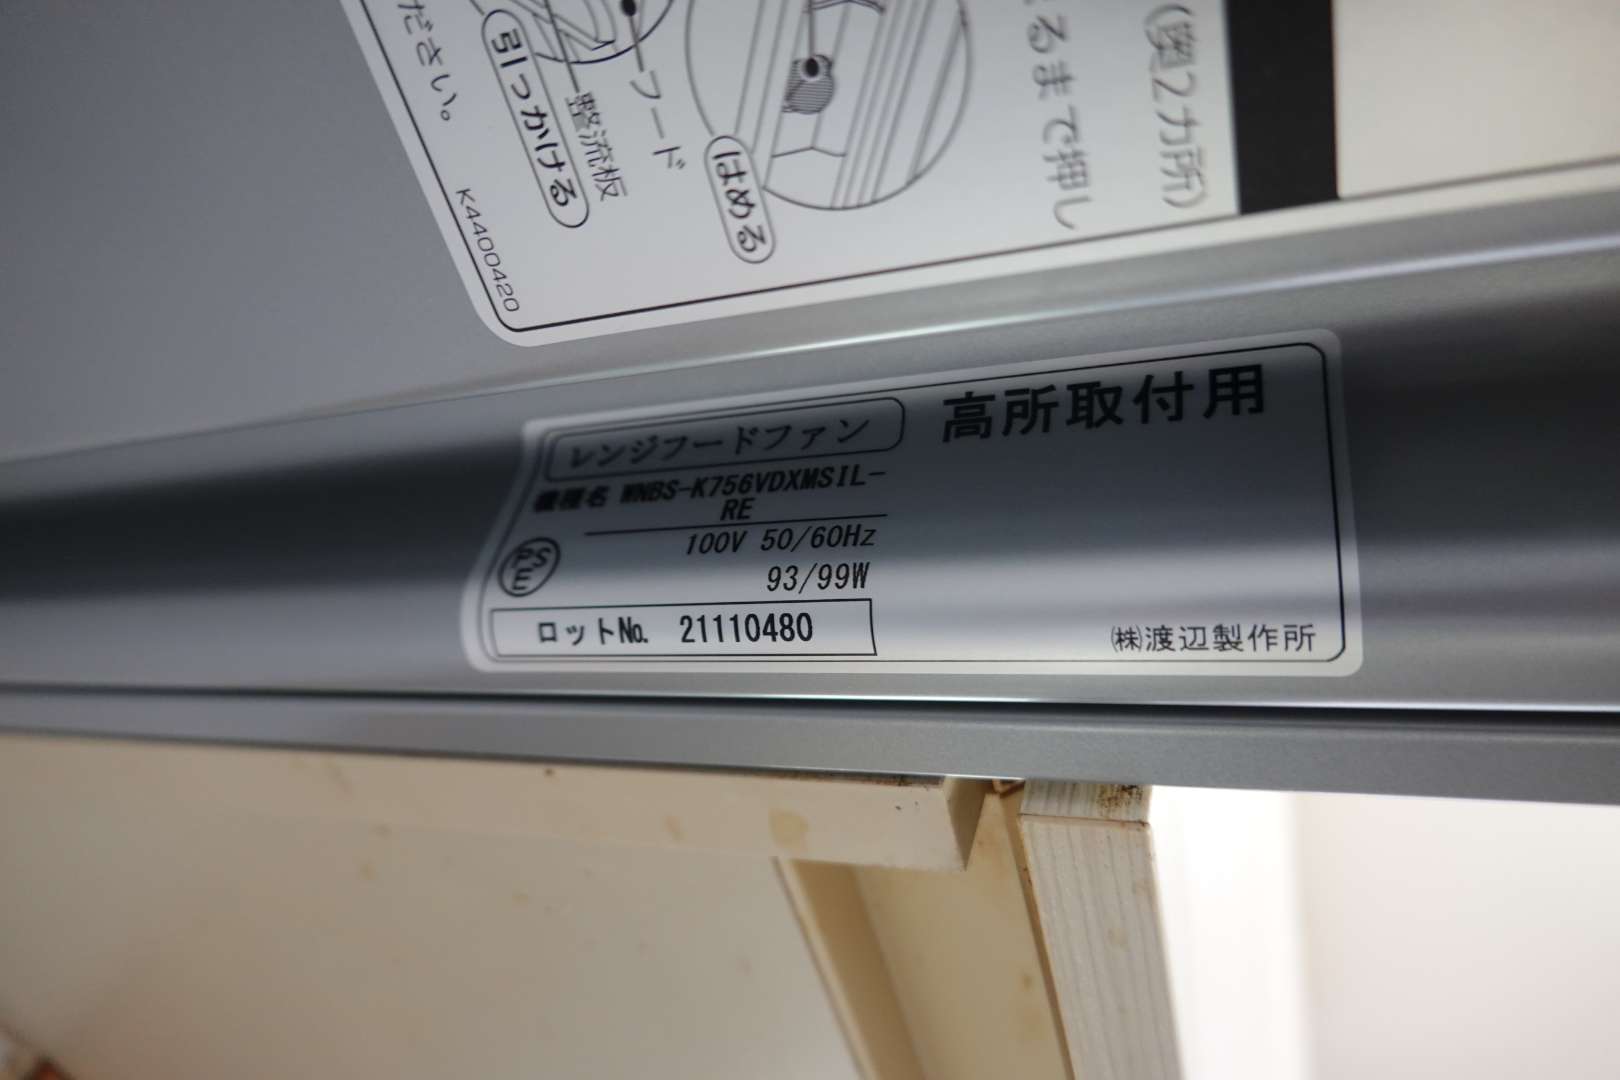 ださい。
引っかける
整流板
フード
はめる
るまで押し
(奥2カ所)
K4400420
レンジフードファン
高所取付用
機種名 WNBS-K756VDXMSIL-
RE
PSE
100V 50/60Hz
93/99W
ロットNo. 21110480
㈱渡辺製作所